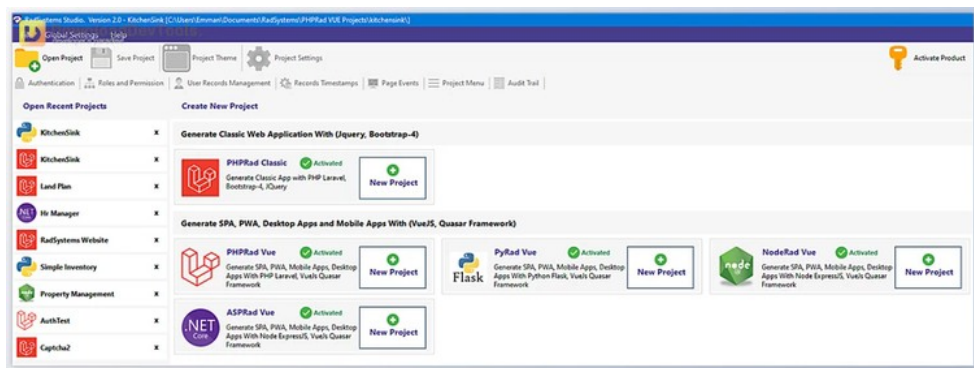 RadSystems Studio. Version 2.0 - KitchenSink [C:\Users\Emman\Documents\RadSystems\PHPRad VUE Projects\kitchensink\]
Global Settings Help
Open Project Save Project Project Theme Project Settings Activate Product
Authentication Roles and Permission User Records Management Records Timestamps Page Events Project Menu Audit Trail
Open Recent Projects
KitchenSink x
KitchenSink x
Land Plan x
Hr Manager x
RadSystems Website x
Simple Inventory x
Property Management x
AuthTest x
Captcha2 x
Create New Project
Generate Classic Web Application With (Jquery, Bootstrap-4)
PHPRad Classic Activated
Generate Classic App with PHP Laravel,
Bootstrap-4, JQuery
New Project
Generate SPA, PWA, Desktop Apps and Mobile Apps With (VueJS, Quasar Framework)
PHPRad Vue Activated
Generate SPA, PWA, Mobile Apps, Desktop
Apps With PHP Laravel, VueJs Quasar
Framework
New Project
Flask
PyRad Vue Activated
Generate SPA, PWA, Mobile Apps, Desktop
Apps With Python Flask, VueJs Quasar
Framework
New Project
node
NodeRad Vue Activated
Generate SPA, PWA, Mobile Apps, Desktop
Apps With Node ExpressJS, VueJs Quasar
Framework
New Project
.NET
Core
ASPRad Vue Activated
Generate SPA, PWA, Mobile Apps, Desktop
Apps With Node ExpressJS, VueJs Quasar
Framework
New Project